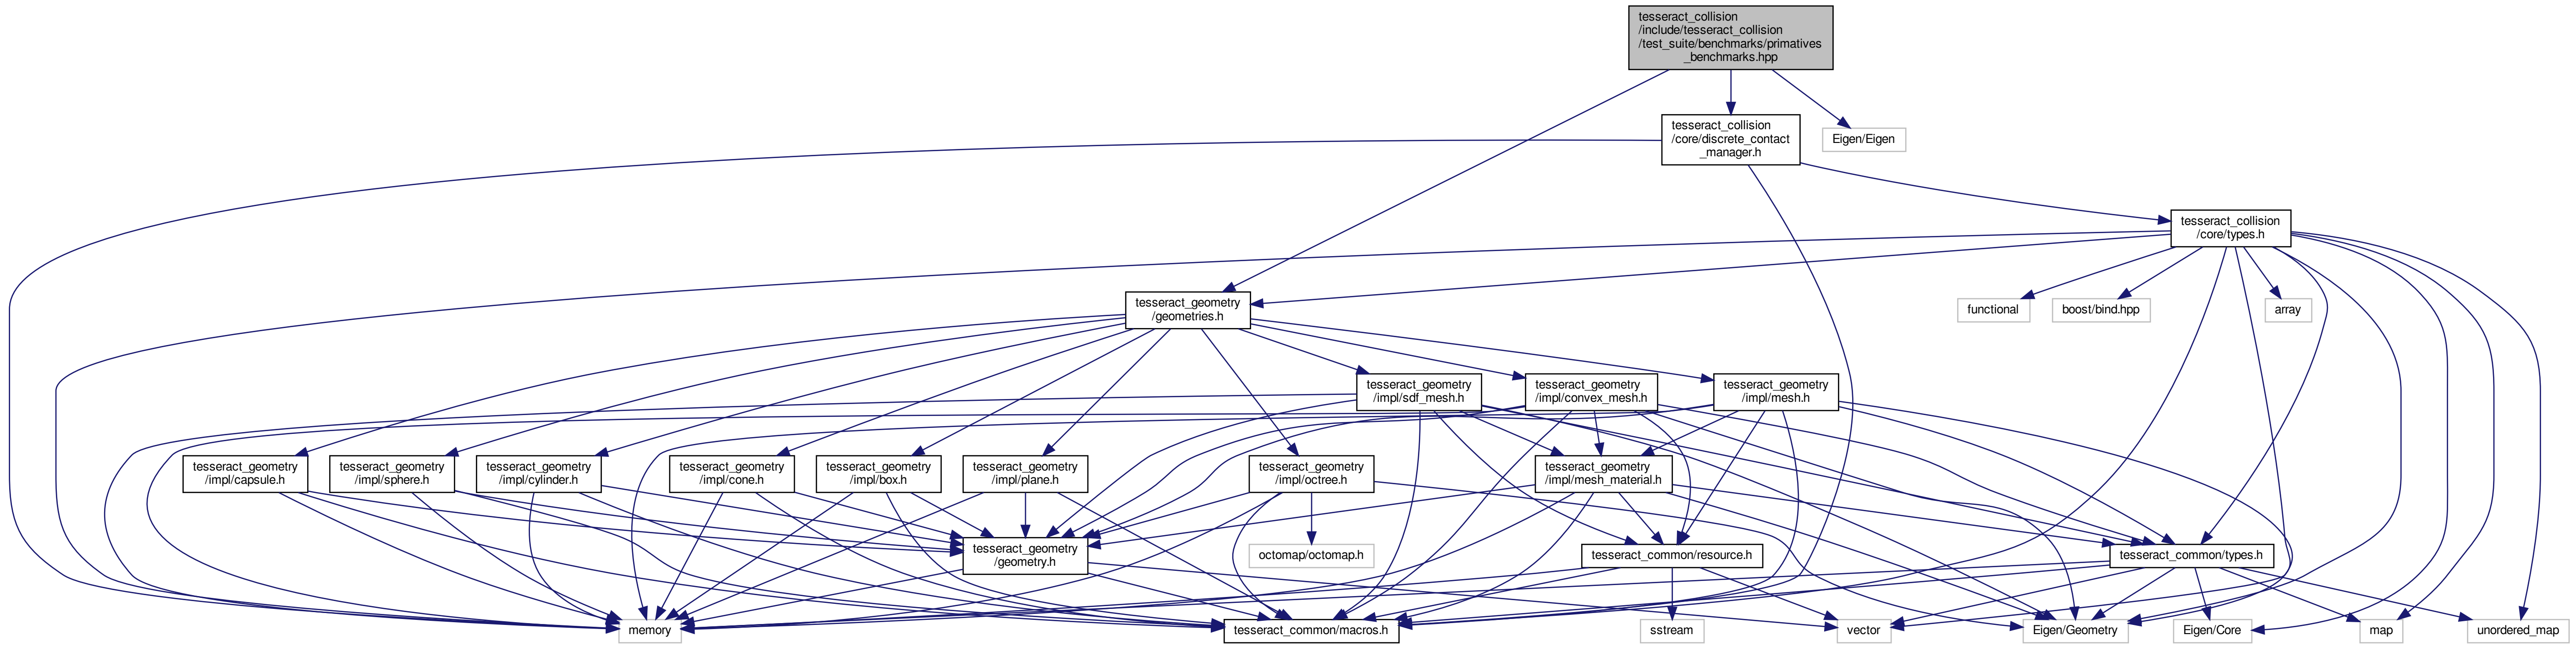 tesseract_collision
/include/tesseract_collision
/test_suite/benchmarks/primatives
_benchmarks.hpp
tesseract_collision
/core/discrete_contact
_manager.h
Eigen/Eigen
tesseract_collision
/core/types.h
tesseract_geometry
/geometries.h
functional
boost/bind.hpp
array
tesseract_geometry
/impl/sdf_mesh.h
tesseract_geometry
/impl/convex_mesh.h
tesseract_geometry
/impl/mesh.h
tesseract_geometry
/impl/capsule.h
tesseract_geometry
/impl/sphere.h
tesseract_geometry
/impl/cylinder.h
tesseract_geometry
/impl/cone.h
tesseract_geometry
/impl/box.h
tesseract_geometry
/impl/plane.h
tesseract_geometry
/impl/octree.h
tesseract_geometry
/impl/mesh_material.h
tesseract_geometry
/geometry.h
octomap/octomap.h
tesseract_common/resource.h
tesseract_common/types.h
memory
tesseract_common/macros.h
sstream
vector
Eigen/Geometry
Eigen/Core
map
unordered_map